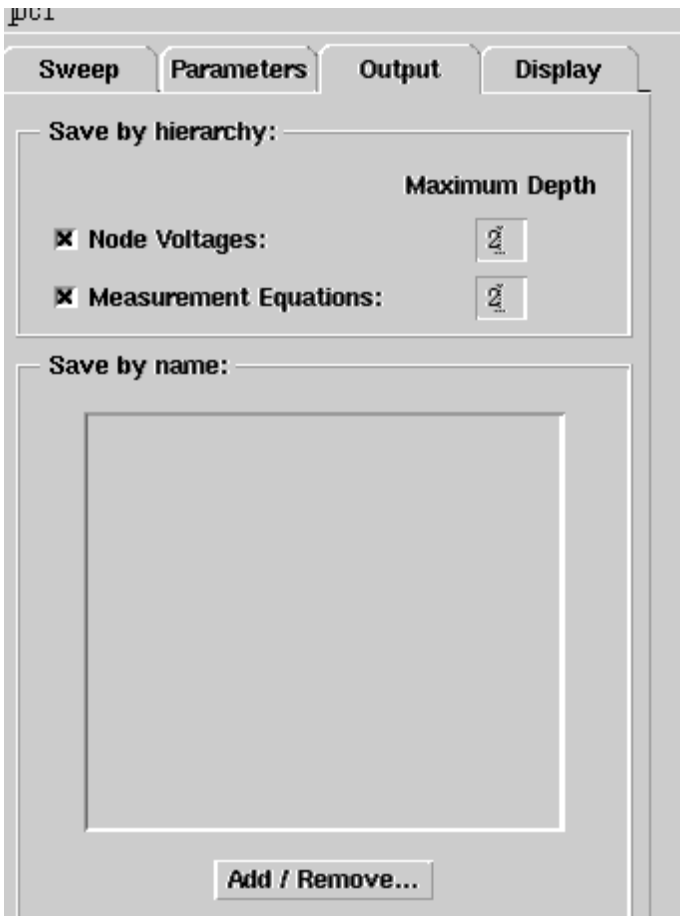 Sweep Parameters Output Display
Save by hierarchy:
Maximum Depth
Node Voltages: 2
Measurement Equations: 2
Save by name:
Add / Remove...